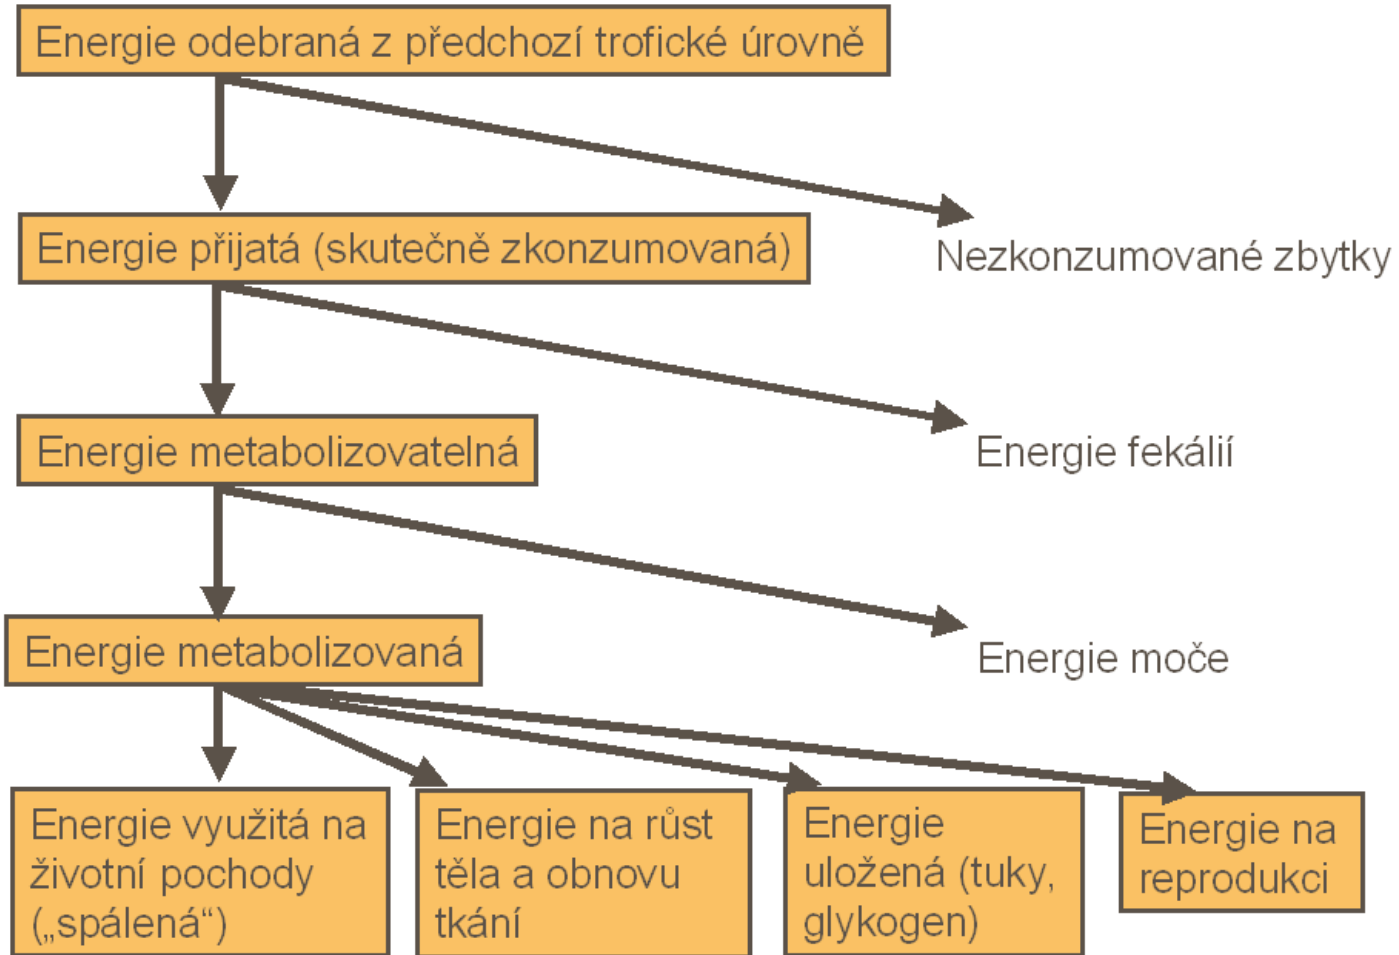 Energie odebraná z předchozí trofické úrovně
Energie přijatá (skutečně zkonzumovaná)
Nezkonzumované zbytky
Energie metabolizovatelná
Energie fekálií
Energie metabolizovaná
Energie moče
Energie využitá na
životní pochody
(„spálená“)
Energie na růst
těla a obnovu
tkání
Energie
uložená (tuky,
glykogen)
Energie na
reprodukci